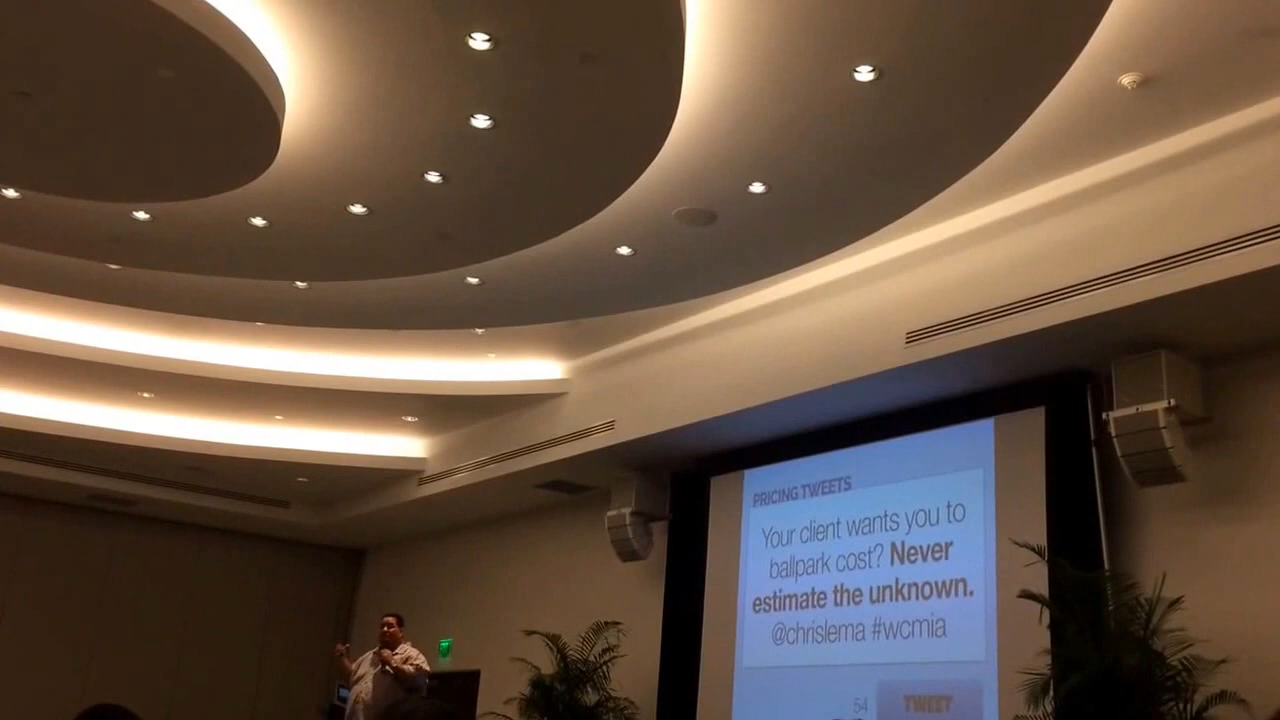 PRICING TWEETS
Your client wants you to
ballpark cost? Never
estimate the unknown.
@chrislema #wcmia
54
TWEET